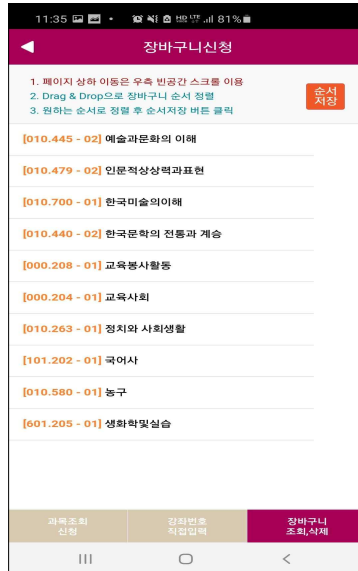 11:35 81%
장바구니신청
1. 페이지 상하 이동은 우측 빈공간 스크롤 이용
2. Drag & Drop으로 장바구니 순서 정렬
3. 원하는 순서로 정렬 후 순서저장 버튼 클릭
순서
저장
[010.445 - 02] 예술과문화의 이해
[010.479 - 02] 인문적상상력과표현
[010.700 - 01] 한국미술의이해
[010.440 - 02] 한국문학의 전통과 계승
[000.208 - 01] 교육봉사활동
[000.204 - 01] 교육사회
[010.263 - 01] 정치와 사회생활
[101.202 - 01] 국어사
[010.580 - 01] 농구
[601.205 - 01] 생화학및실습
과목조회
신청
강좌번호
직접입력
장바구니
조회,삭제